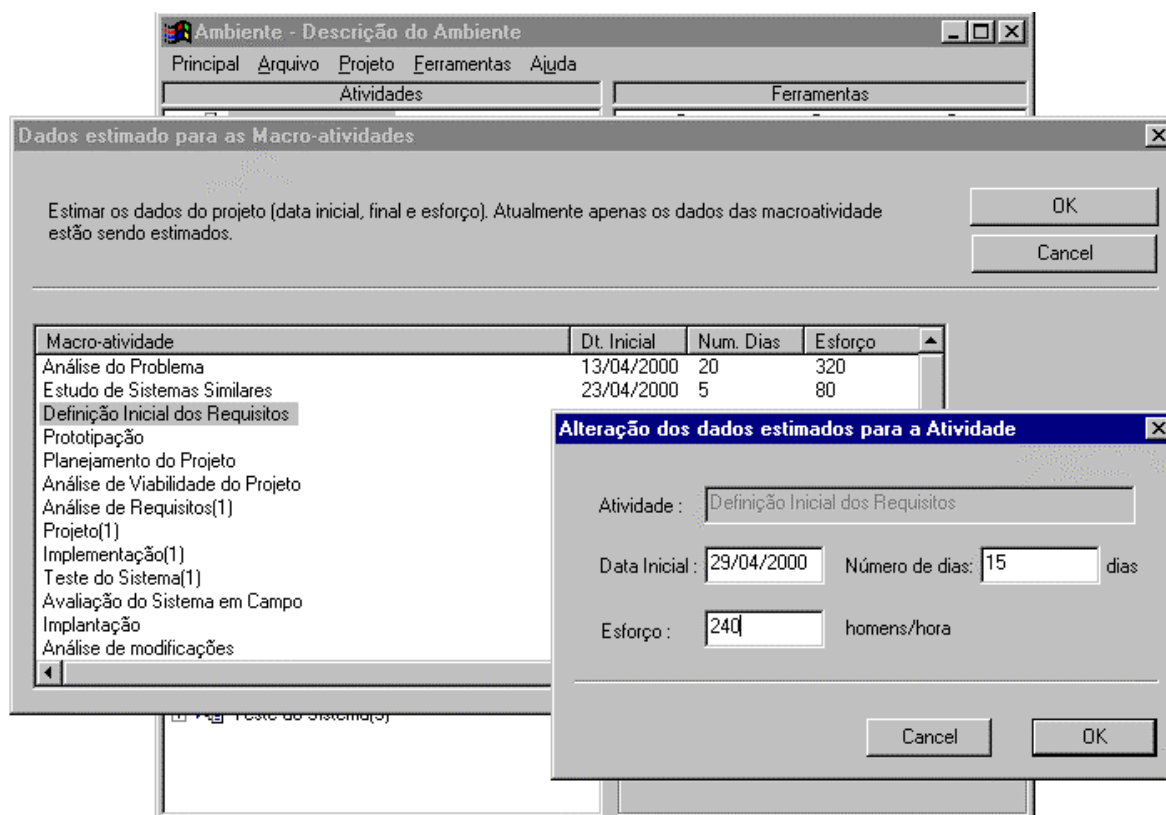 Ambiente - Descrição do Ambiente
Principal Arquivo Projeto Ferramentas Ajuda
Atividades Ferramentas
Dados estimado para as Macro-atividades
Estimar os dados do projeto (data inicial, final e esforço). Atualmente apenas os dados das macroatividade
estão sendo estimados.
OK
Cancel
Macro-atividade Dt. Inicial Num. Dias Esforço
Análise do Problema 13/04/2000 20 320
Estudo de Sistemas Similares 23/04/2000 5 80
Definição Inicial dos Requisitos
Prototipação
Planejamento do Projeto
Análise de Viabilidade do Projeto
Análise de Requisitos(1)
Projeto(1)
Implementação(1)
Teste do Sistema(1)
Avaliação do Sistema em Campo
Implantação
Análise de modificações
Alteração dos dados estimados para a Atividade
Atividade : Definição Inicial dos Requisitos
Data Inicial : 29/04/2000 Número de dias: 15 dias
Esforço : 240 homens/hora
Cancel OK
Teste do Sistema(3)